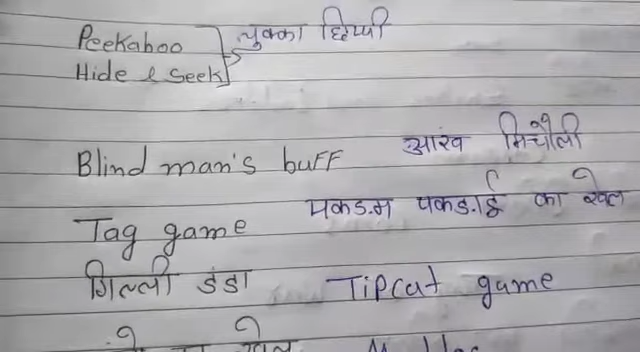 Peekaboo लुक्का छिप्पी
Hide & Seek
Blind man's buff आंख मिचौली
Tag game पकड़म पकड़ाई का खेल
गिल्ली डंडा Tipcat game